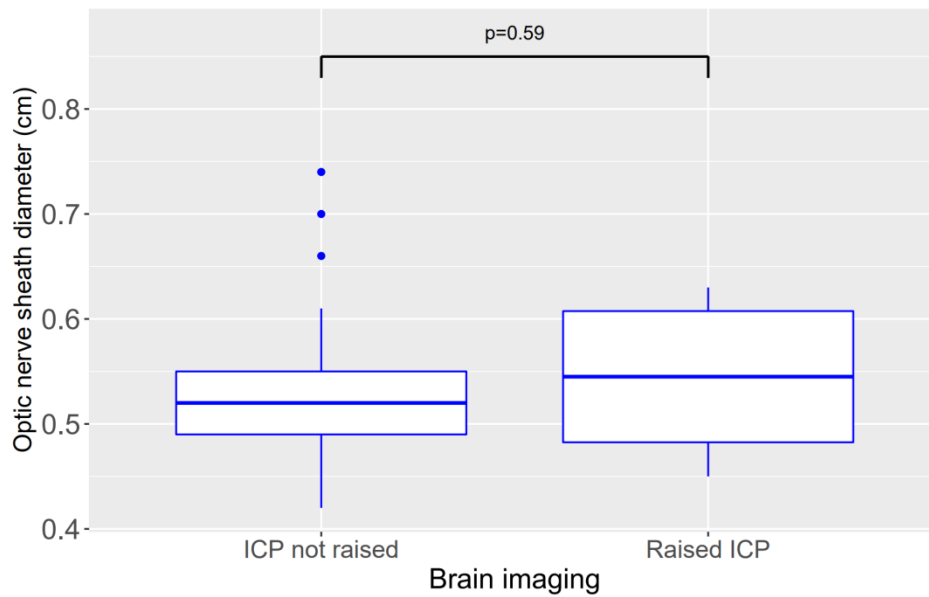 p=0.59
Optic nerve sheath diameter (cm)
0.8
0.7
0.6
0.5
0.4
ICP not raised Raised ICP
Brain imaging